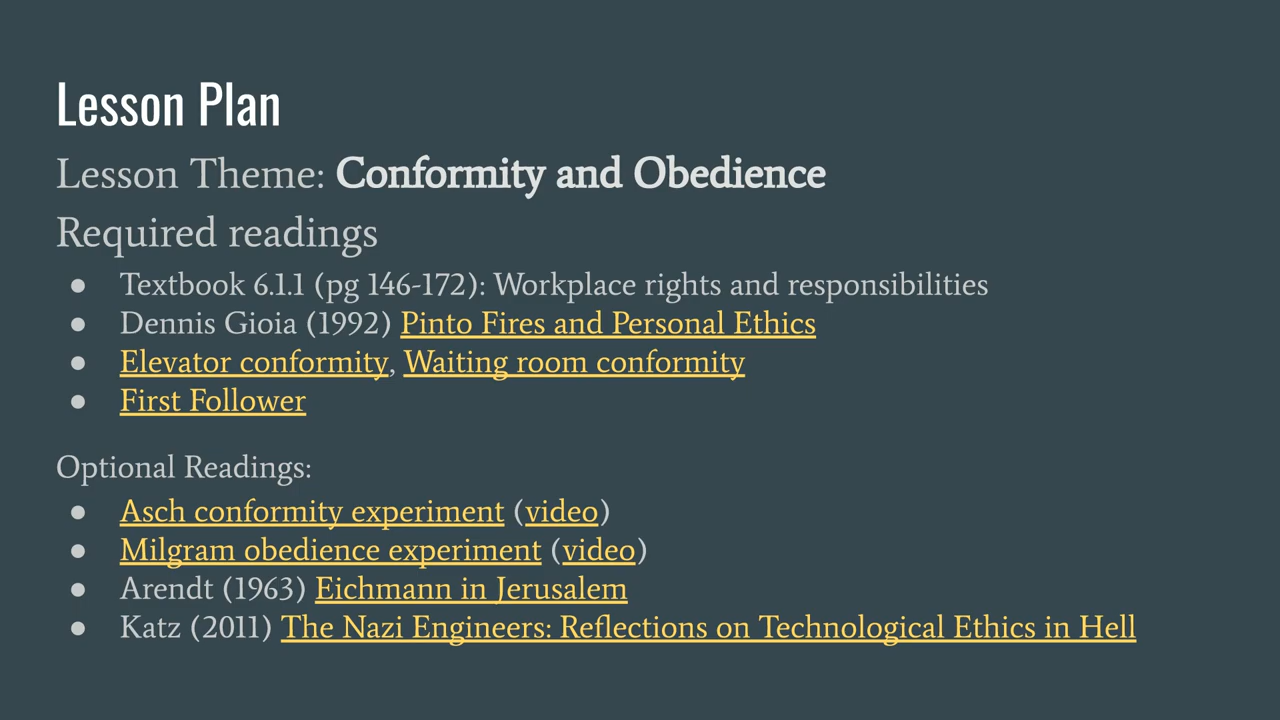 Lesson Plan
Lesson Theme: Conformity and Obedience
Required readings
● Textbook 6.1.1 (pg 146-172): Workplace rights and responsibilities
● Dennis Gioia (1992) Pinto Fires and Personal Ethics
● Elevator conformity, Waiting room conformity
● First Follower
Optional Readings:
● Asch conformity experiment (video)
● Milgram obedience experiment (video)
● Arendt (1963) Eichmann in Jerusalem
● Katz (2011) The Nazi Engineers: Reflections on Technological Ethics in Hell